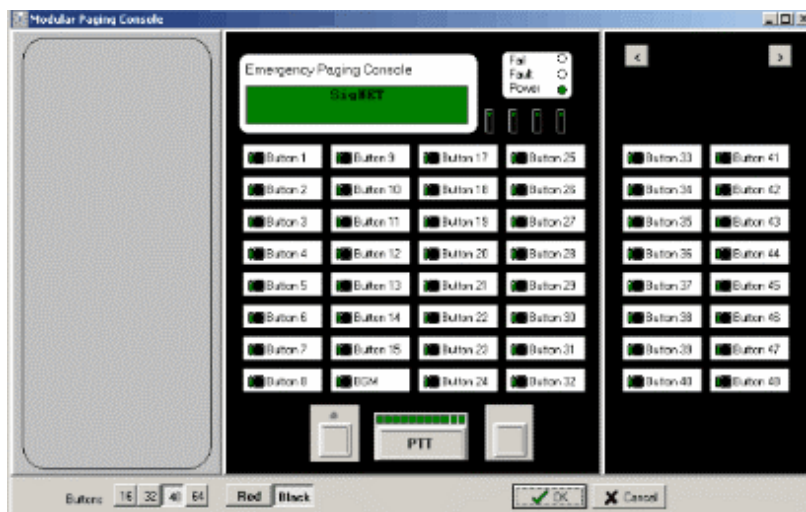 Modular Paging Console
Emergency Paging Console
SigNET
Fail
Fault
Power
< >
Button 1 Button 9 Button 17 Button 25 Button 33 Button 41
Button 2 Button 10 Button 18 Button 26 Button 34 Button 42
Button 3 Button 11 Button 19 Button 27 Button 35 Button 43
Button 4 Button 12 Button 20 Button 28 Button 36 Button 44
Button 5 Button 13 Button 21 Button 29 Button 37 Button 45
Button 6 Button 14 Button 22 Button 30 Button 38 Button 46
Button 7 Button 15 Button 23 Button 31 Button 39 Button 47
Button 8 BGM Button 24 Button 32 Button 40 Button 48
PTT
Buttons 16 32 48 64 Red Black OK Cancel